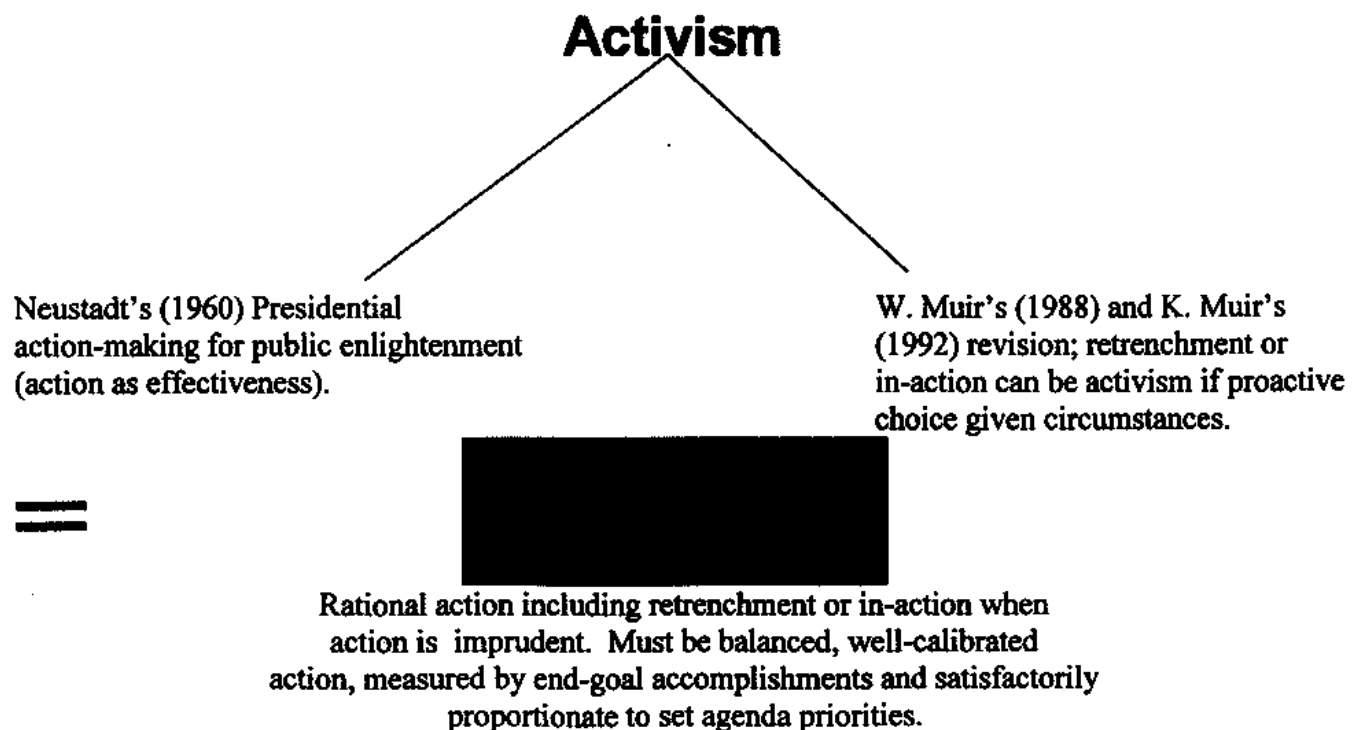 Activism
Neustadt's (1960) Presidential
action-making for public enlightenment
(action as effectiveness).
W. Muir's (1988) and K. Muir's
(1992) revision; retrenchment or
in-action can be activism if proactive
choice given circumstances.
=
Rational action including retrenchment or in-action when
action is imprudent. Must be balanced, well-calibrated
action, measured by end-goal accomplishments and satisfactorily
proportionate to set agenda priorities.